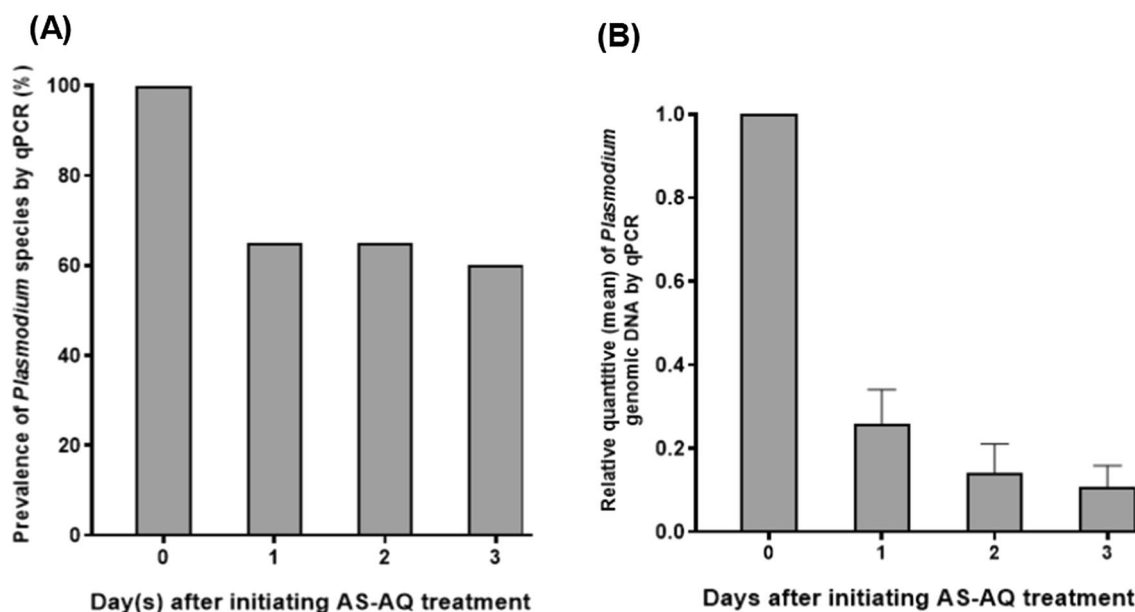 (A)
Prevalence of Plasmodium species by qPCR (%)
100
80
60
40
20
0
0 1 2 3
Day(s) after initiating AS-AQ treatment
(B)
Relative quantitive (mean) of Plasmodium
genomic DNA by qPCR
1.0
0.8
0.6
0.4
0.2
0.0
0 1 2 3
Days after initiating AS-AQ treatment